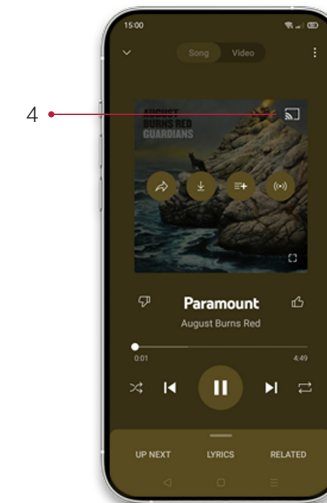 15:00
Song Video
4
AUGUST
BURNS RED
GUARDIANS
Paramount
August Burns Red
0:01 4:49
UP NEXT LYRICS RELATED